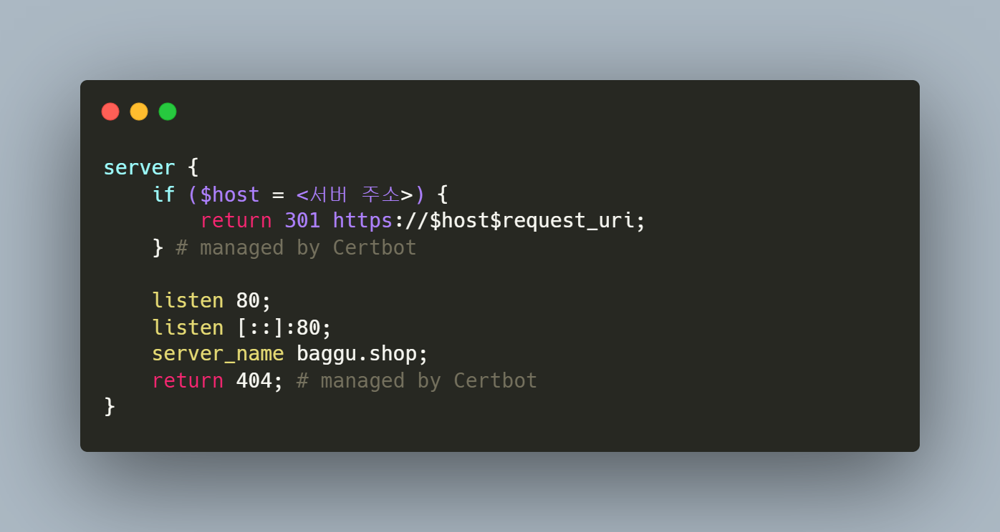 server {
    if ($host = <서버 주소>) {
        return 301 https://$host$request_uri;
    } # managed by Certbot

    listen 80;
    listen [::]:80;
    server_name baggu.shop;
    return 404; # managed by Certbot
}